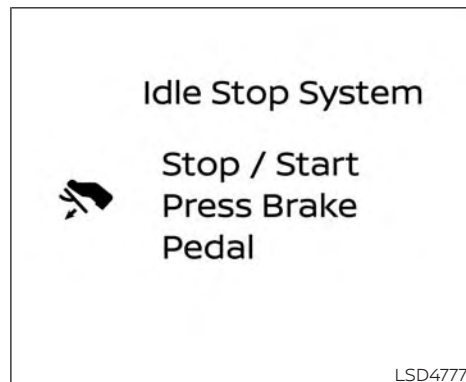 Idle Stop System
Stop / Start
Press Brake
Pedal
LSD4777